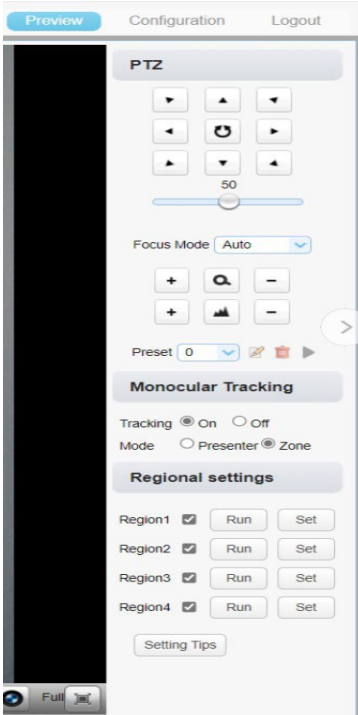 Preview Configuration Logout
PTZ
50
Focus Mode Auto
+ −
+ −
Preset 0
Monocular Tracking
Tracking On Off
Mode Presenter Zone
Regional settings
Region1 Run Set
Region2 Run Set
Region3 Run Set
Region4 Run Set
Setting Tips
Full